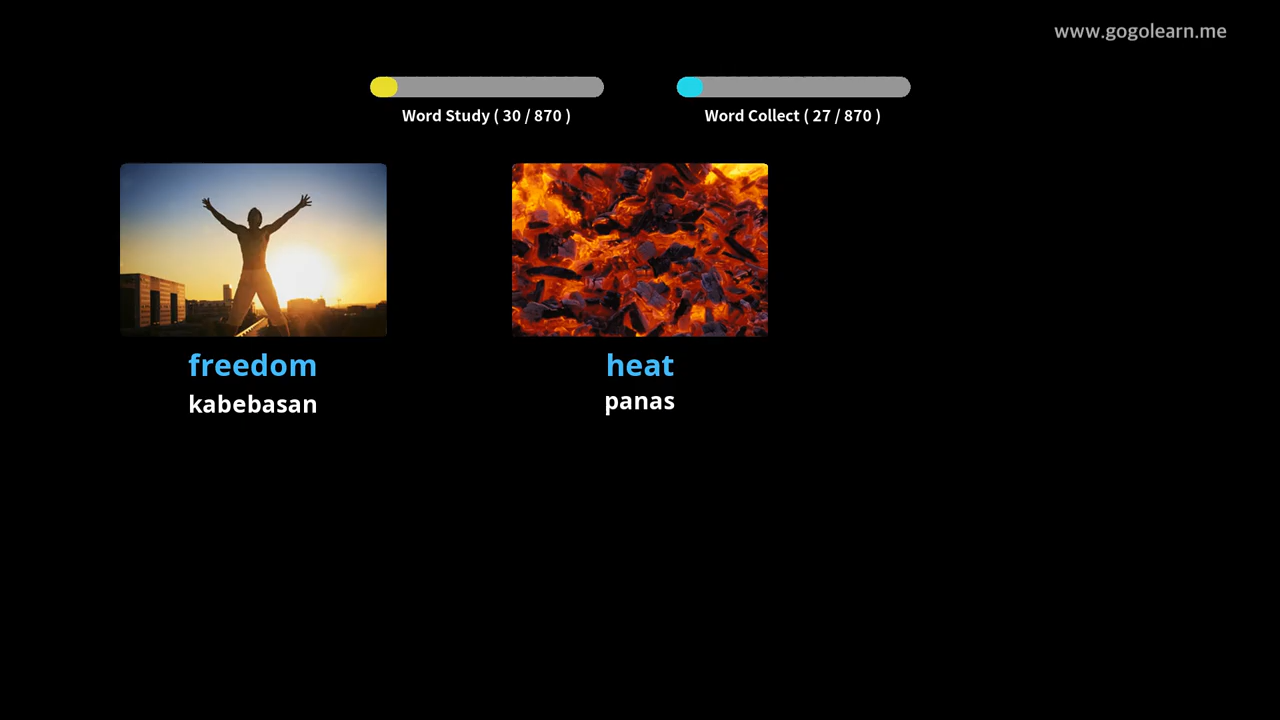 www.gogolearn.me
Word Study ( 30 / 870 )
Word Collect ( 27 / 870 )
freedom
kabebasan
heat
panas